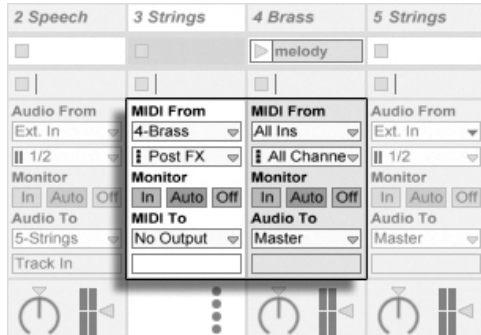 2 Speech 3 Strings 4 Brass 5 Strings
melody
Audio From MIDI From MIDI From Audio From
Ext. In 4-Brass All Ins Ext. In
1/2 Post FX All Channe 1/2
Monitor Monitor Monitor Monitor
In Auto Off In Auto Off In Auto Off In Auto Off
Audio To MIDI To Audio To Audio To
5-Strings No Output Master Master
Track In